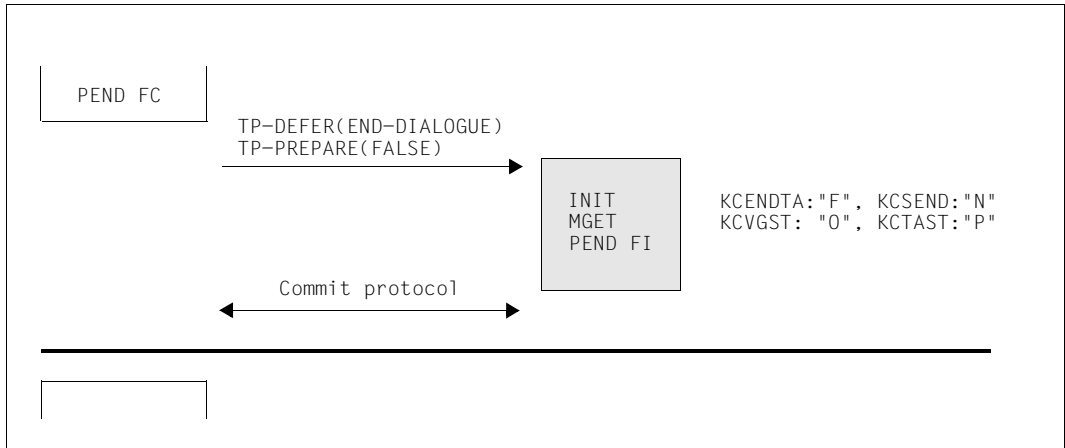 PEND FC
TP-DEFER(END-DIALOGUE)
TP-PREPARE(FALSE)
INIT
MGET
PEND FI
KCENDTA:"F", KCSEND:"N"
KCVGST: "O", KCTAST:"P"
Commit protocol